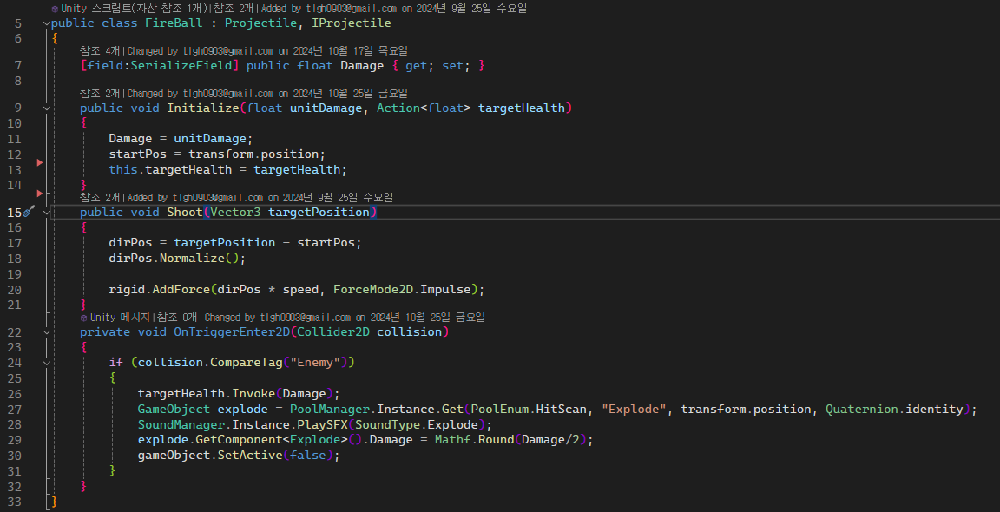 Unity 스크립트(자산 참조 1개)|참조 2개|Added by tlgh0903@gmail.com on 2024년 9월 25일 수요일
5 public class FireBall : Projectile, IProjectile
6 {
참조 4개|Changed by tlgh0903@gmail.com on 2024년 10월 17일 목요일
7 [field:SerializeField] public float Damage { get; set; }
8
참조 2개|Changed by tlgh0903@gmail.com on 2024년 10월 25일 금요일
9 public void Initialize(float unitDamage, Action<float> targetHealth)
10 {
11 Damage = unitDamage;
12 startPos = transform.position;
13 this.targetHealth = targetHealth;
14 }
참조 2개|Added by tlgh0903@gmail.com on 2024년 9월 25일 수요일
15 public void Shoot(Vector3 targetPosition)
16 {
17 dirPos = targetPosition - startPos;
18 dirPos.Normalize();
19
20 rigid.AddForce(dirPos * speed, ForceMode2D.Impulse);
21 }
Unity 메시지|참조 0개|Changed by tlgh0903@gmail.com on 2024년 10월 25일 금요일
22 private void OnTriggerEnter2D(Collider2D collision)
23 {
24 if (collision.CompareTag("Enemy"))
25 {
26 targetHealth.Invoke(Damage);
27 GameObject explode = PoolManager.Instance.Get(PoolEnum.HitScan, "Explode", transform.position, Quaternion.identity);
28 SoundManager.Instance.PlaySFX(SoundType.Explode);
29 explode.GetComponent<Explode>().Damage = Mathf.Round(Damage/2);
30 gameObject.SetActive(false);
31 }
32 }
33 }